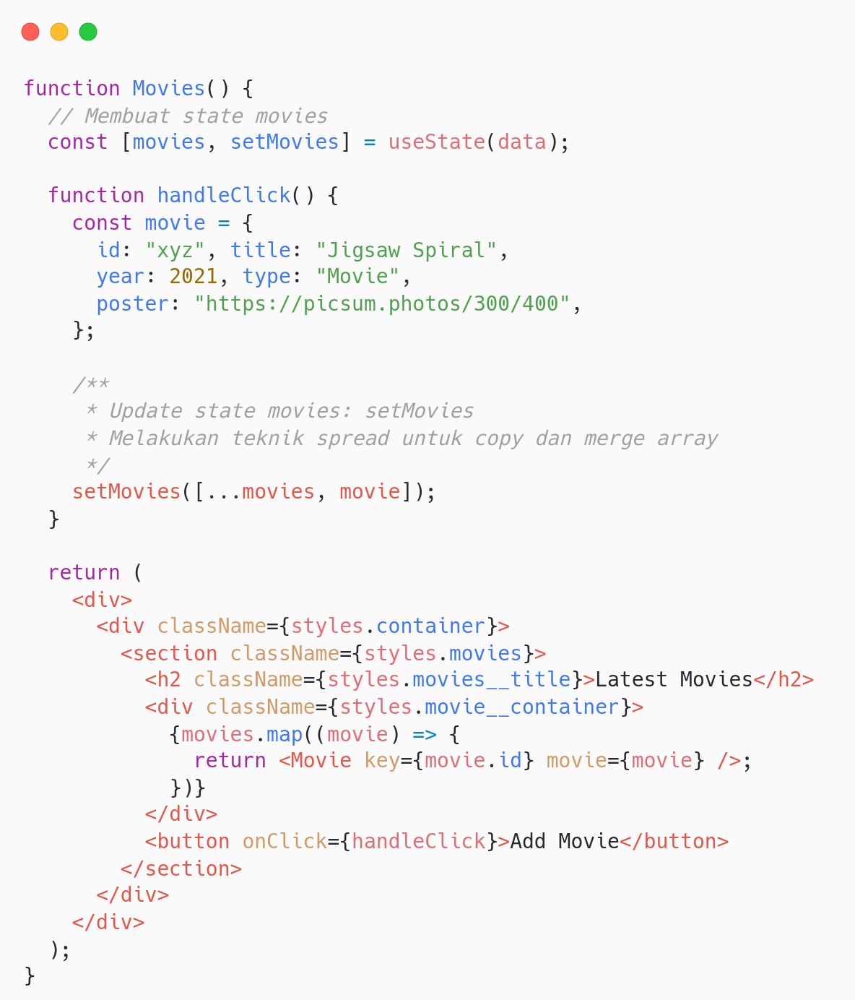 function Movies() {
  // Membuat state movies
  const [movies, setMovies] = useState(data);

  function handleClick() {
    const movie = {
      id: "xyz", title: "Jigsaw Spiral",
      year: 2021, type: "Movie",
      poster: "https://picsum.photos/300/400",
    };

    /**
     * Update state movies: setMovies
     * Melakukan teknik spread untuk copy dan merge array
     */
    setMovies([...movies, movie]);
  }

  return (
    <div>
      <div className={styles.container}>
        <section className={styles.movies}>
          <h2 className={styles.movies__title}>Latest Movies</h2>
          <div className={styles.movie__container}>
            {movies.map((movie) => {
              return <Movie key={movie.id} movie={movie} />;
            })}
          </div>
          <button onClick={handleClick}>Add Movie</button>
        </section>
      </div>
    </div>
  );
}